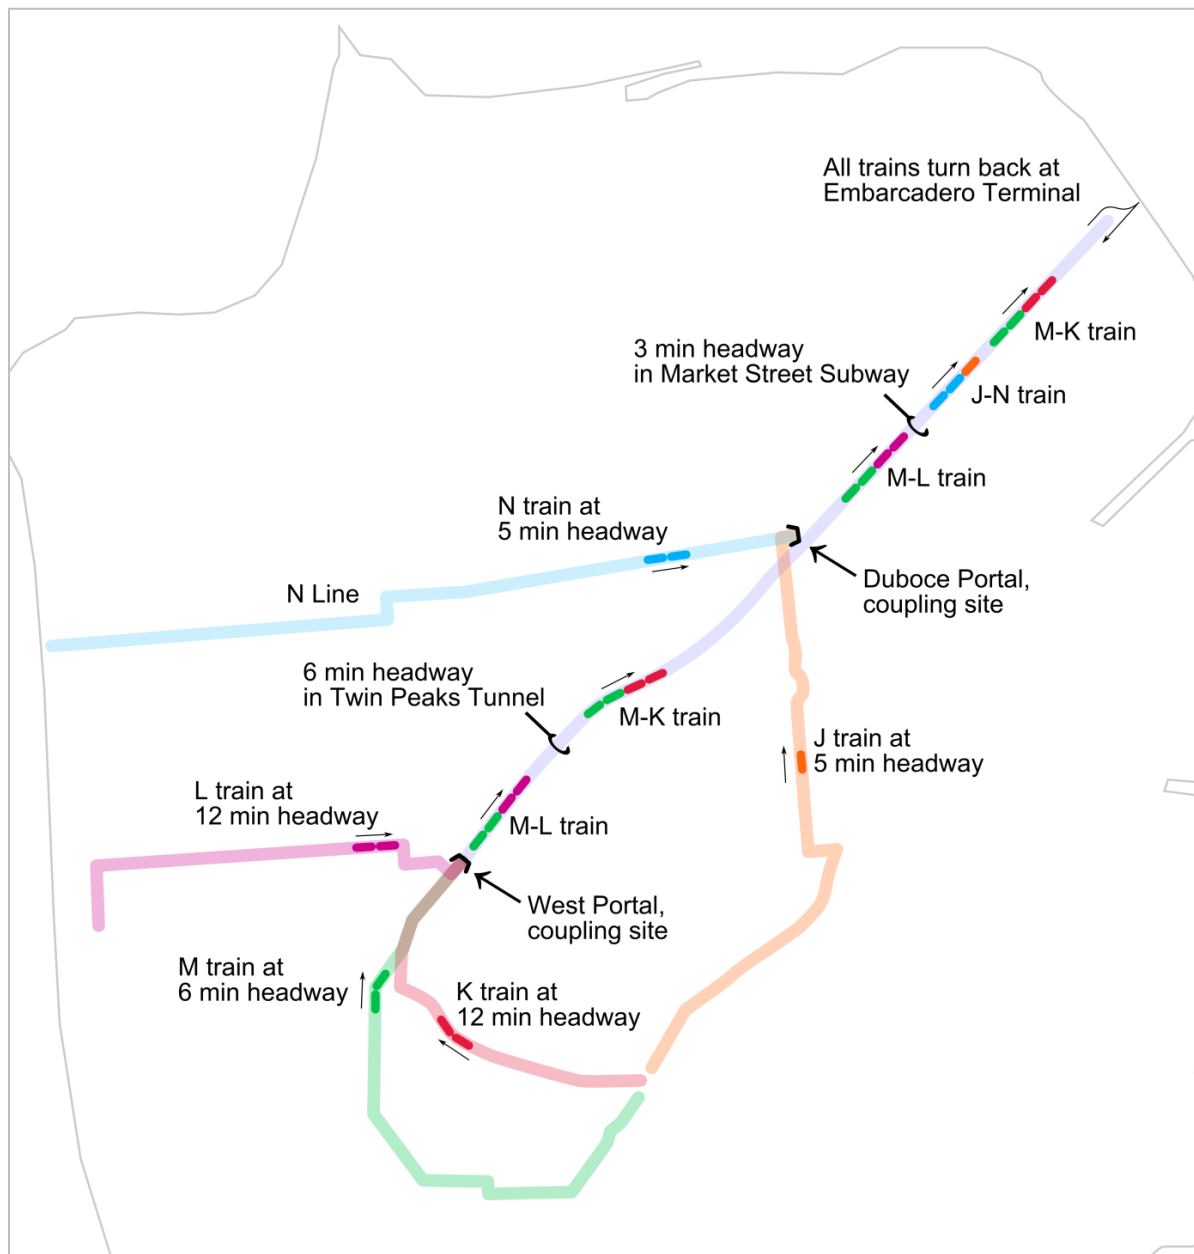 All trains turn back at
Embarcadero Terminal
M-K train
3 min headway
in Market Street Subway
J-N train
M-L train
N train at
5 min headway
Duboce Portal,
coupling site
N Line
6 min headway
in Twin Peaks Tunnel
M-K train
J train at
5 min headway
L train at
12 min headway
M-L train
West Portal,
coupling site
M train at
6 min headway
K train at
12 min headway